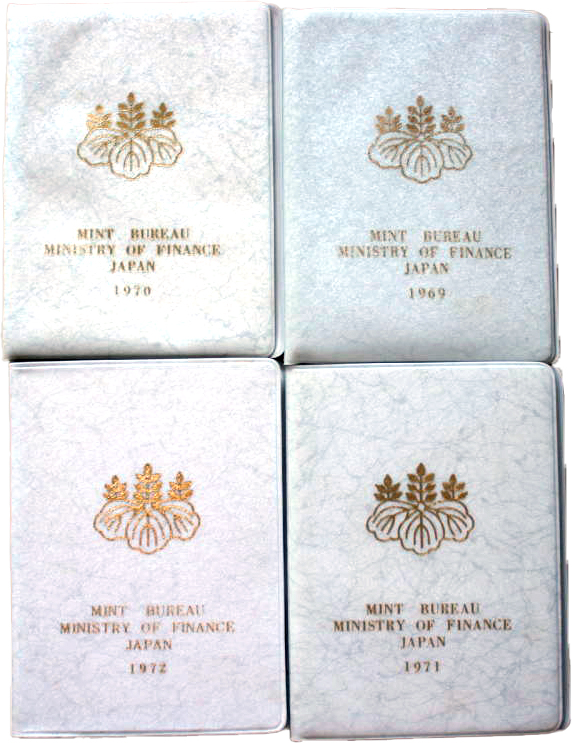 MINT BUREAU
MINISTRY OF FINANCE
JAPAN
1970
MINT BUREAU
MINISTRY OF FINANCE
JAPAN
1969
MINT BUREAU
MINISTRY OF FINANCE
JAPAN
1972
MINT BUREAU
MINISTRY OF FINANCE
JAPAN
1971